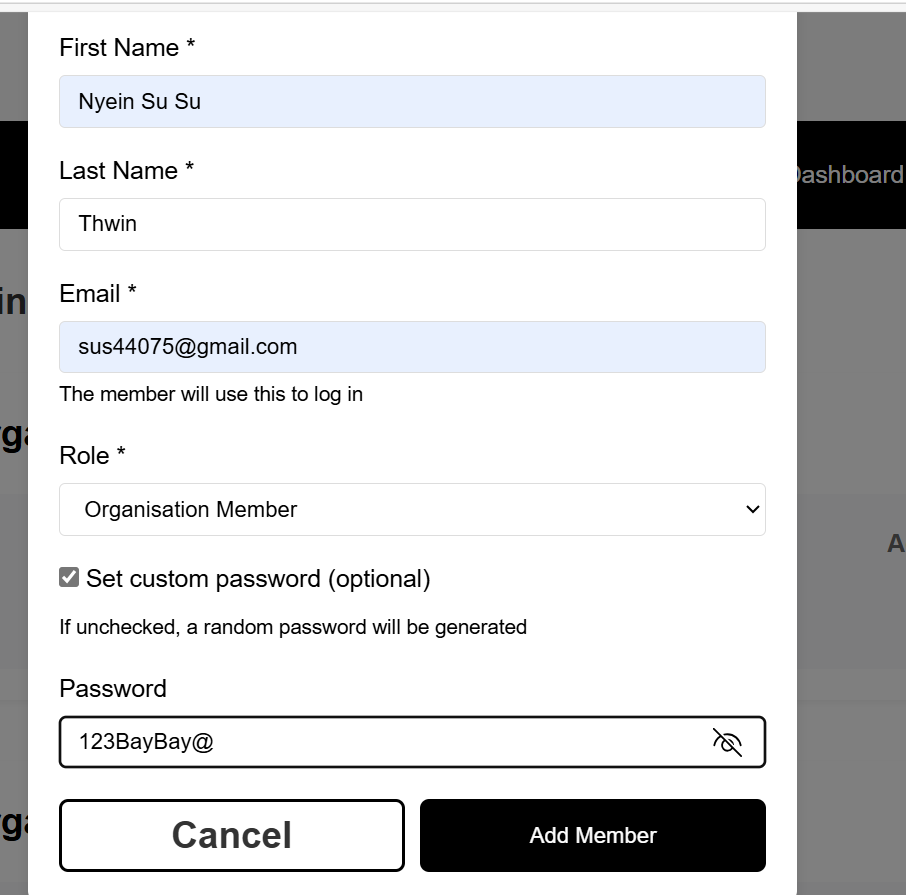 First Name *
Nyein Su Su
Dashboard
Last Name *
Thwin
Email *
in
sus44075@gmail.com
The member will use this to log in
Role *
Organisation Member
A
Set custom password (optional)
If unchecked, a random password will be generated
Password
123BayBay@
Cancel
Add Member